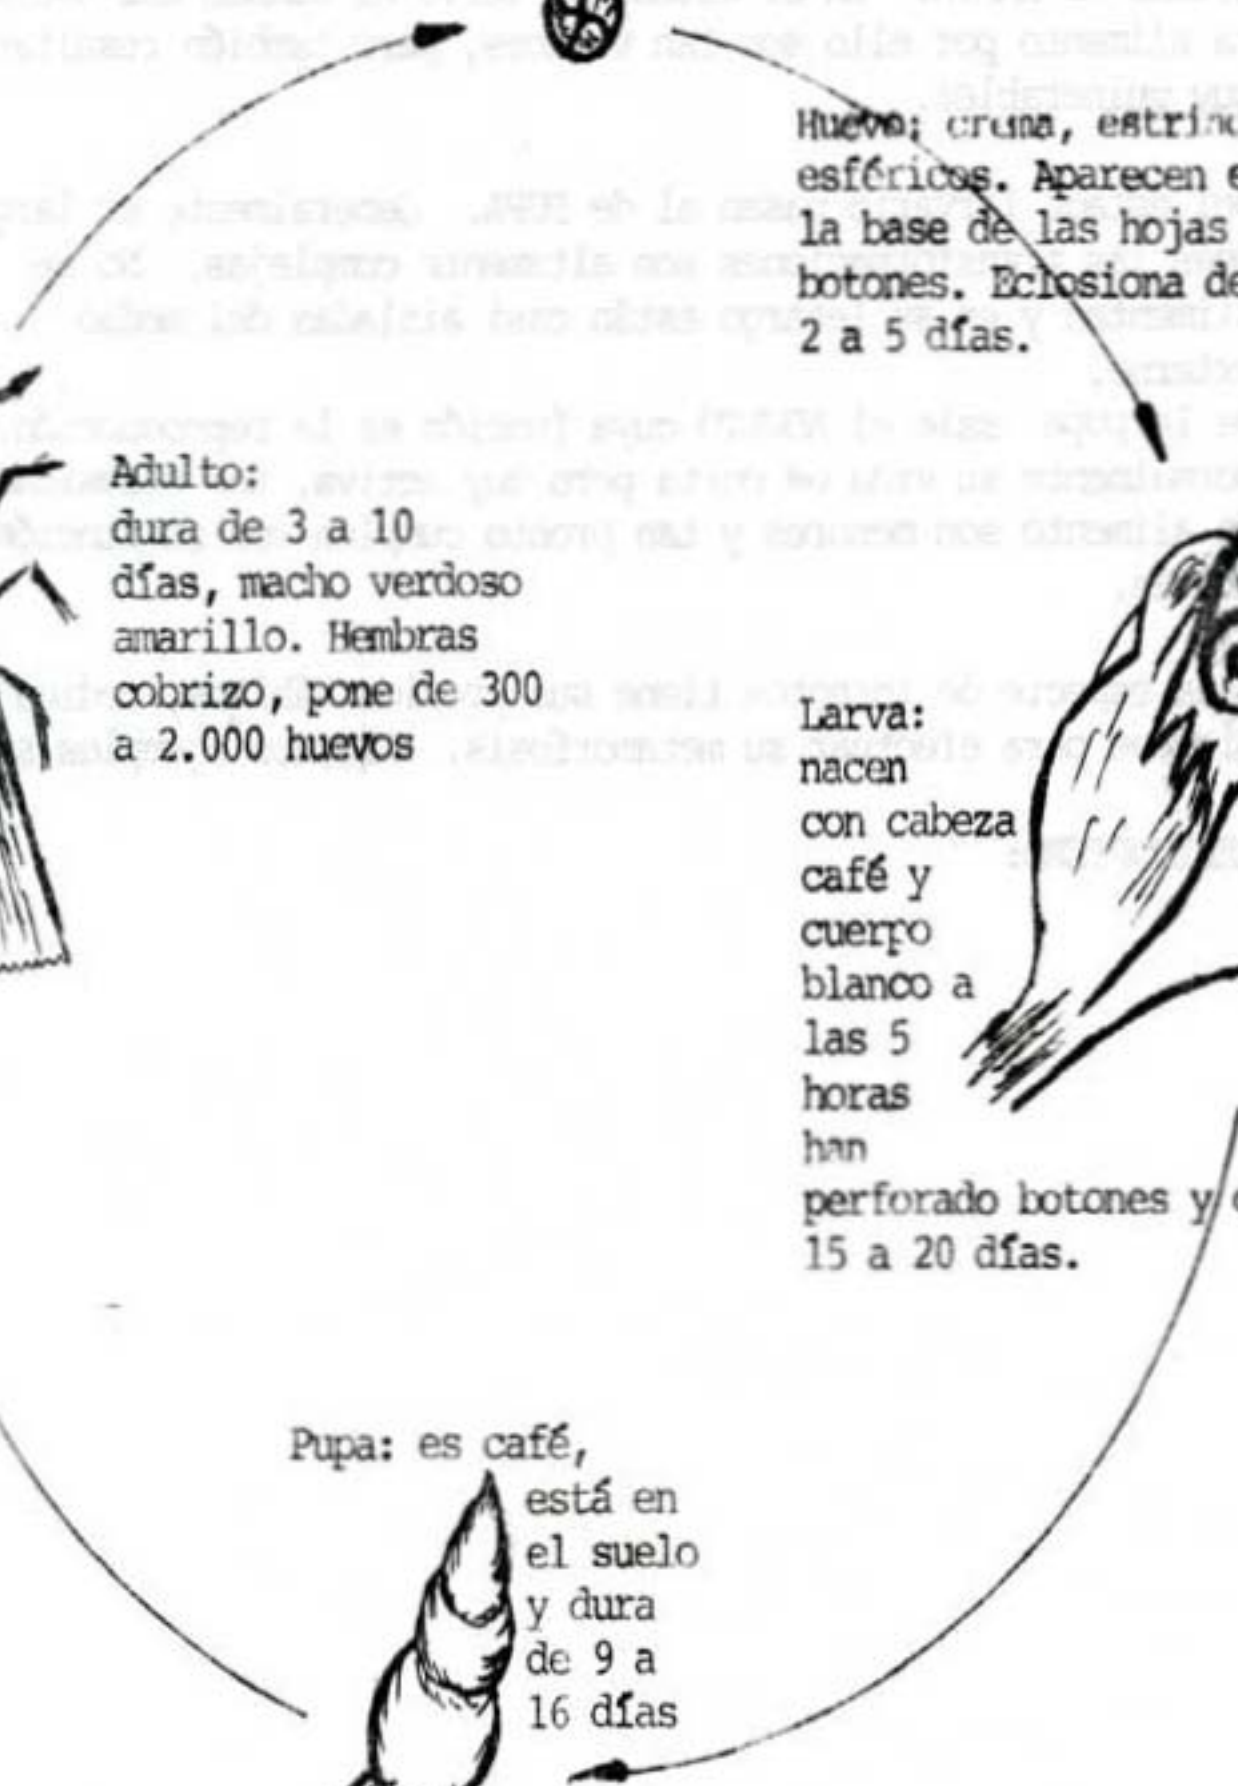 Huevo: crema,
esféricos. Aparecen
la base de las hojas
botones. Eclosiona
2 a 5 días.
Adulto:
dura de 3 a 10
días, macho verdoso
amarillo. Hembras
cobrizo, pone de 300
a 2.000 huevos
Larva:
nacen
con cabeza
café y
cuerpo
blanco a
las 5
horas
han
perforado botones y
15 a 20 días.
Pupa: es café,
está en
el suelo
y dura
de 9 a
16 días